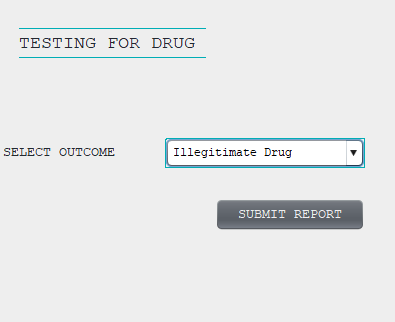 TESTING FOR DRUG
SELECT OUTCOME
Illegitimate Drug
SUBMIT REPORT